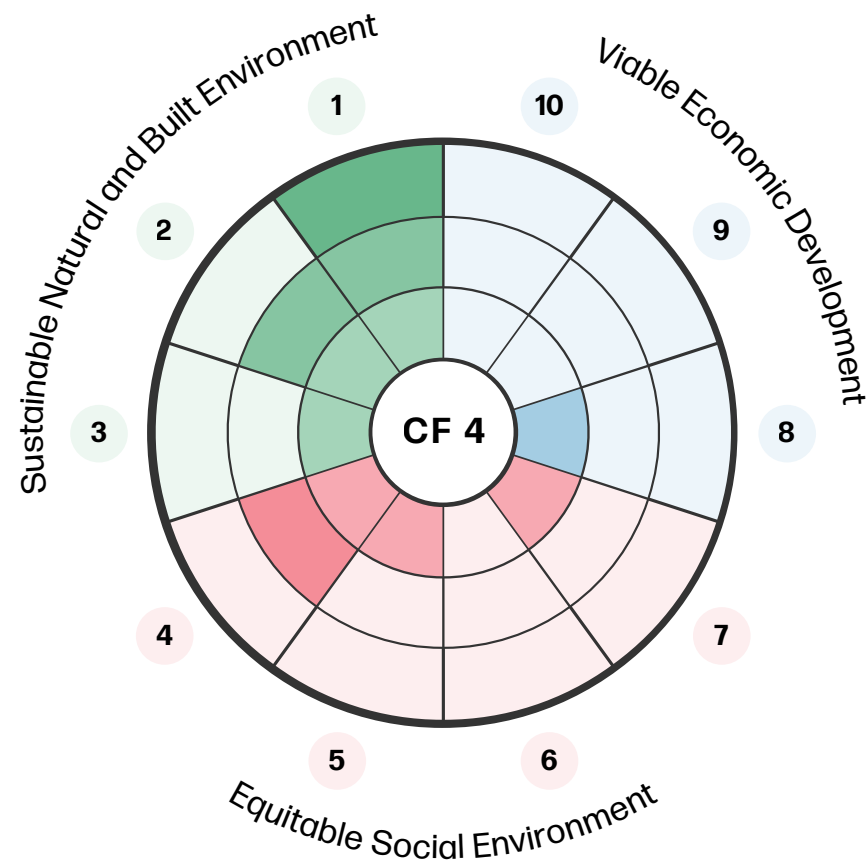 Sustainable Natural and Built Environment
Viable Economic Development
1
10
2
9
3
CF 4
8
4
7
5
6
Equitable Social Environment